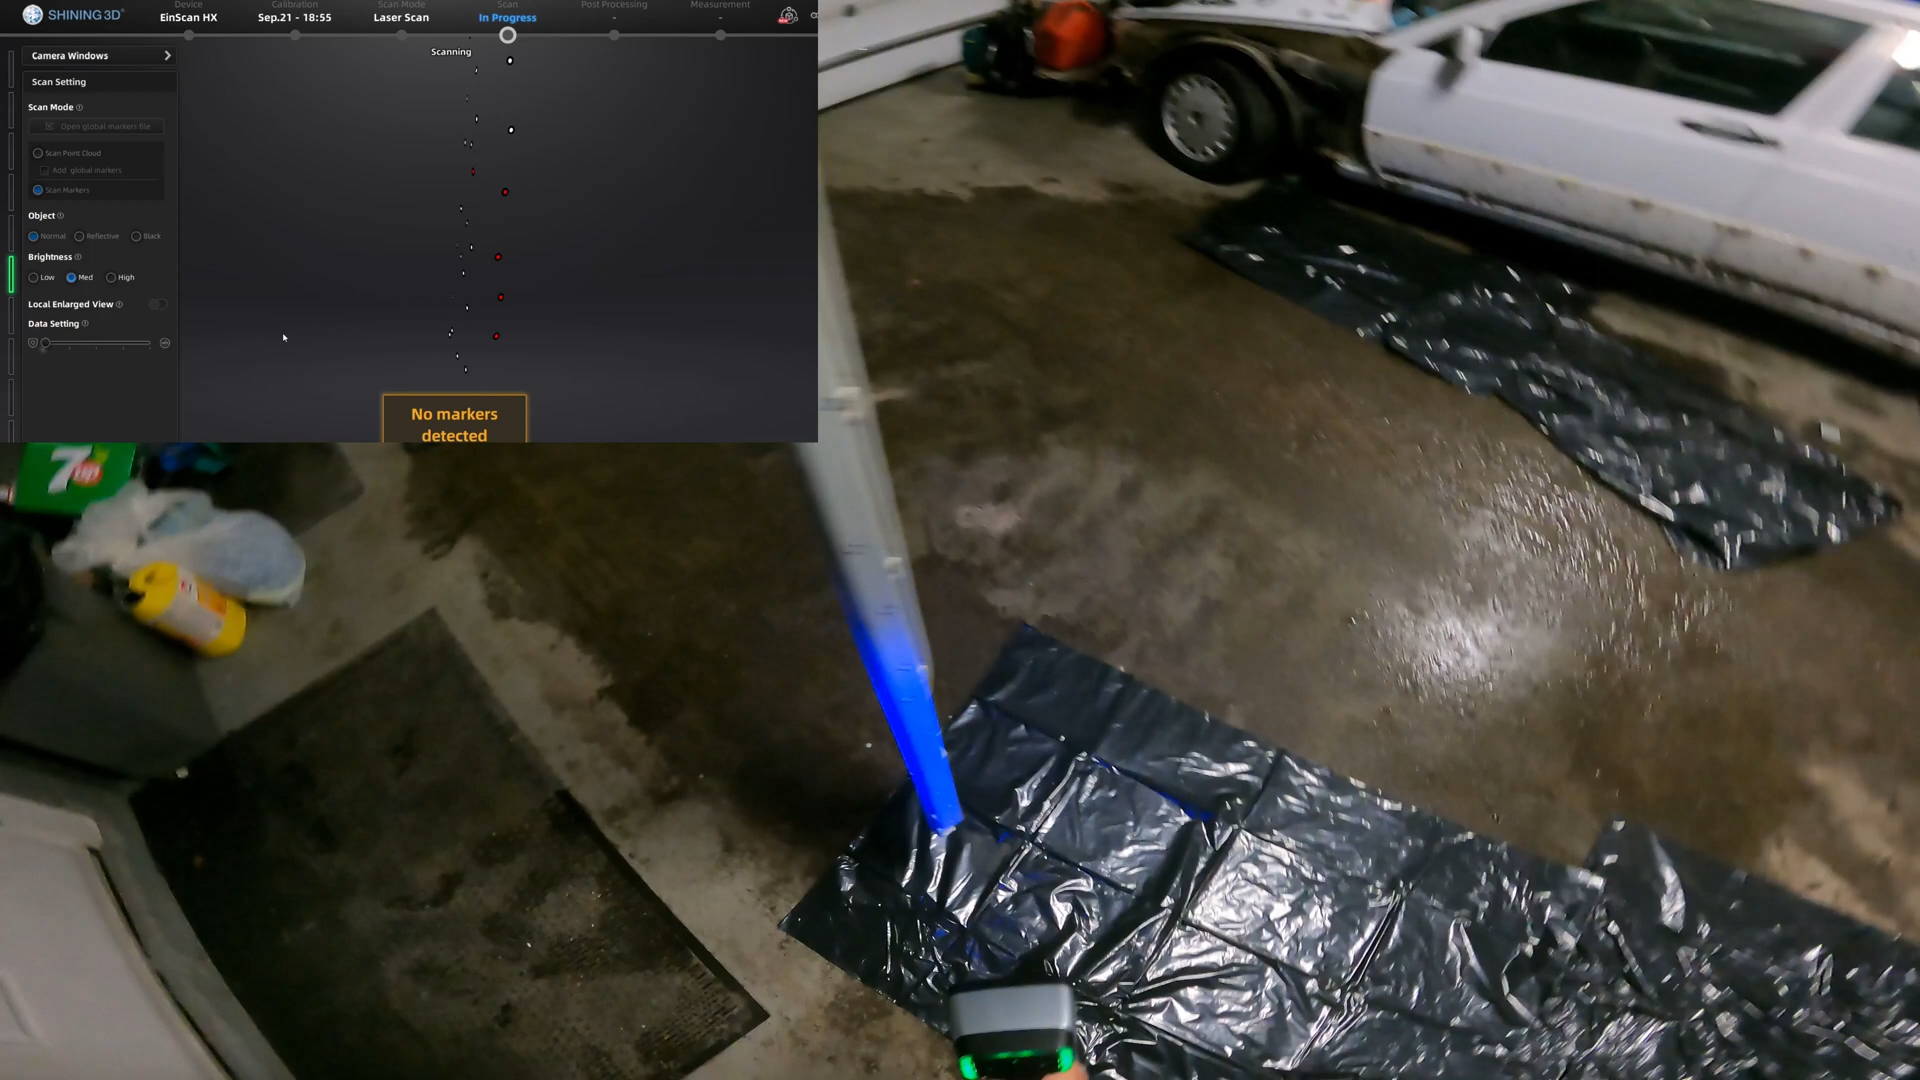 SHINING 3D®
Device
EinScan HX
Calibration
Sep.21 - 18:55
Scan Mode
Laser Scan
Scan
In Progress
Post Processing
-
Measurement
-
Scanning
Camera Windows
Scan Setting
Scan Mode
Open global markers file
Scan Point Cloud
Add global markers
Scan Markers
Object
Normal
Reflective
Black
Brightness
Low
Med
High
Local Enlarged View
Data Setting
No markers
detected
7